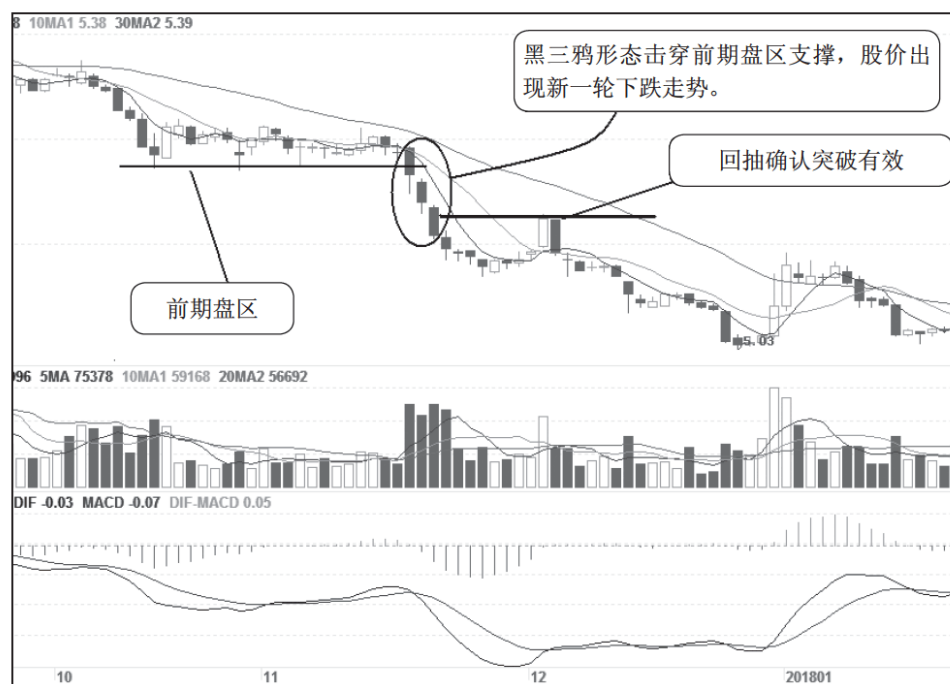 8 10MA1 5.38 30MA2 5.39
黑三鸦形态击穿前期盘区支撑，股价出
现新一轮下跌走势。
回抽确认突破有效
前期盘区
5.03
096 5MA 75378 10MA1 59168 20MA2 56692
DIF -0.03 MACD -0.07 DIF-MACD 0.05
10 11 12 201801